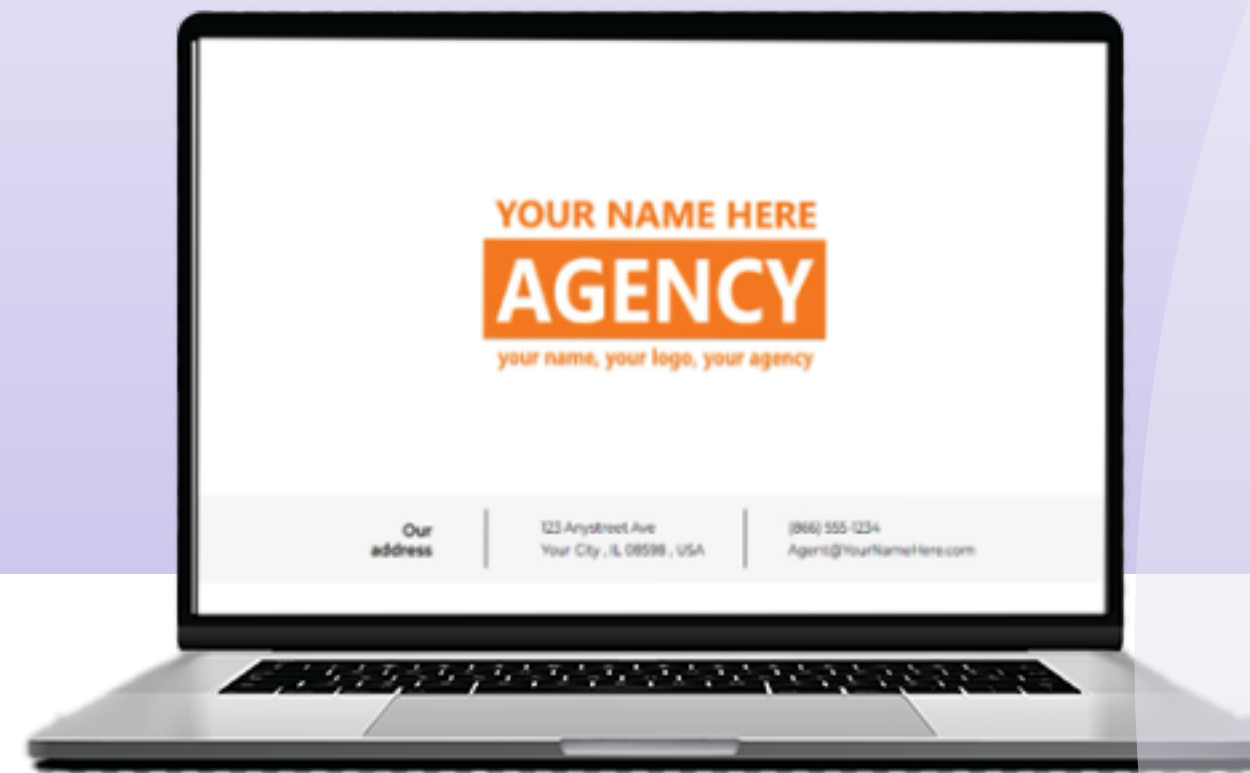 YOUR NAME HERE
AGENCY
your name, your logo, your agency
Our
address
123 Anystreet Ave
Your City , IL 08598 , USA
(866) 555-1234
Agent@YourNameHere.com